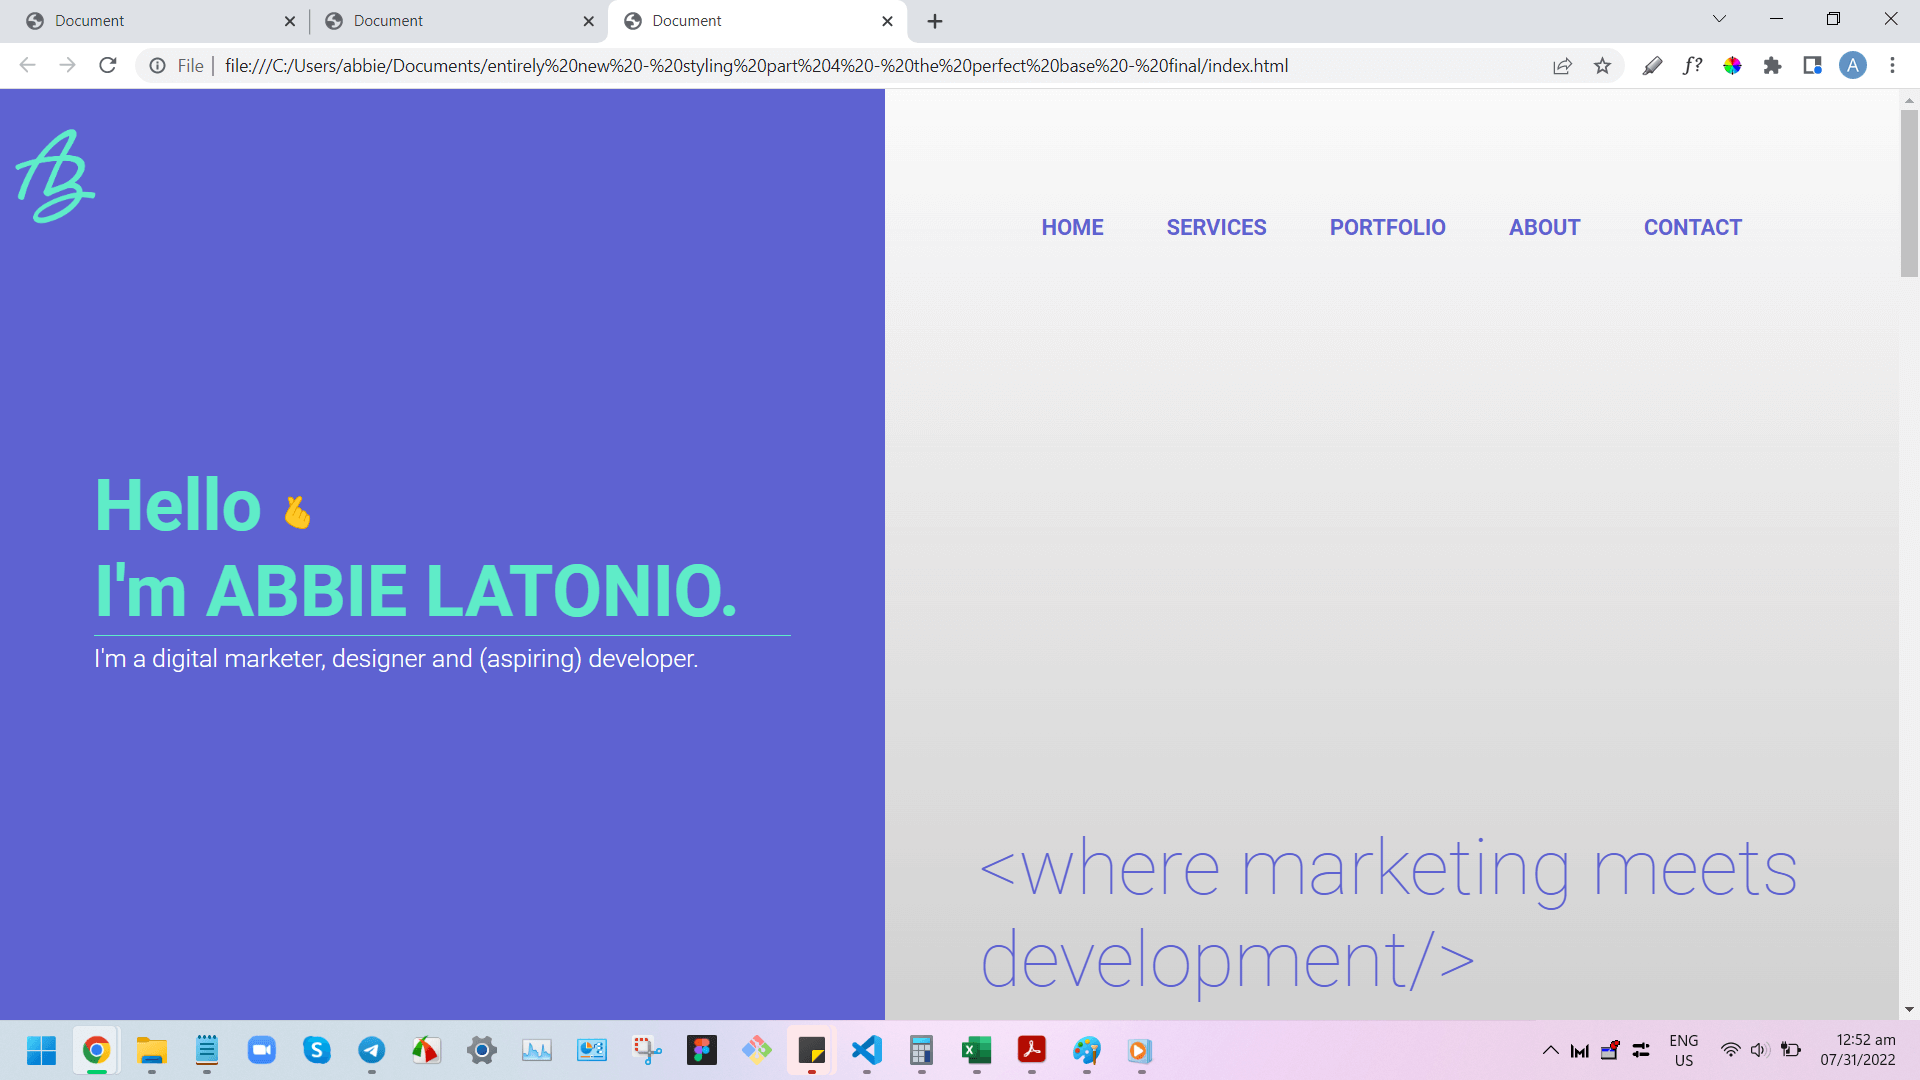 Document
Document
Document
File
file:///C:/Users/abbie/Documents/entirely%20new%20-%20styling%20part%204%20-%20the%20perfect%20base%20-%20final/index.html
f?
A
AB
HOME SERVICES PORTFOLIO ABOUT CONTACT
Hello
I'm ABBIE LATONIO.
I'm a digital marketer, designer and (aspiring) developer.
<where marketing meets
development/>
ENG
US
12:52 am
07/31/2022